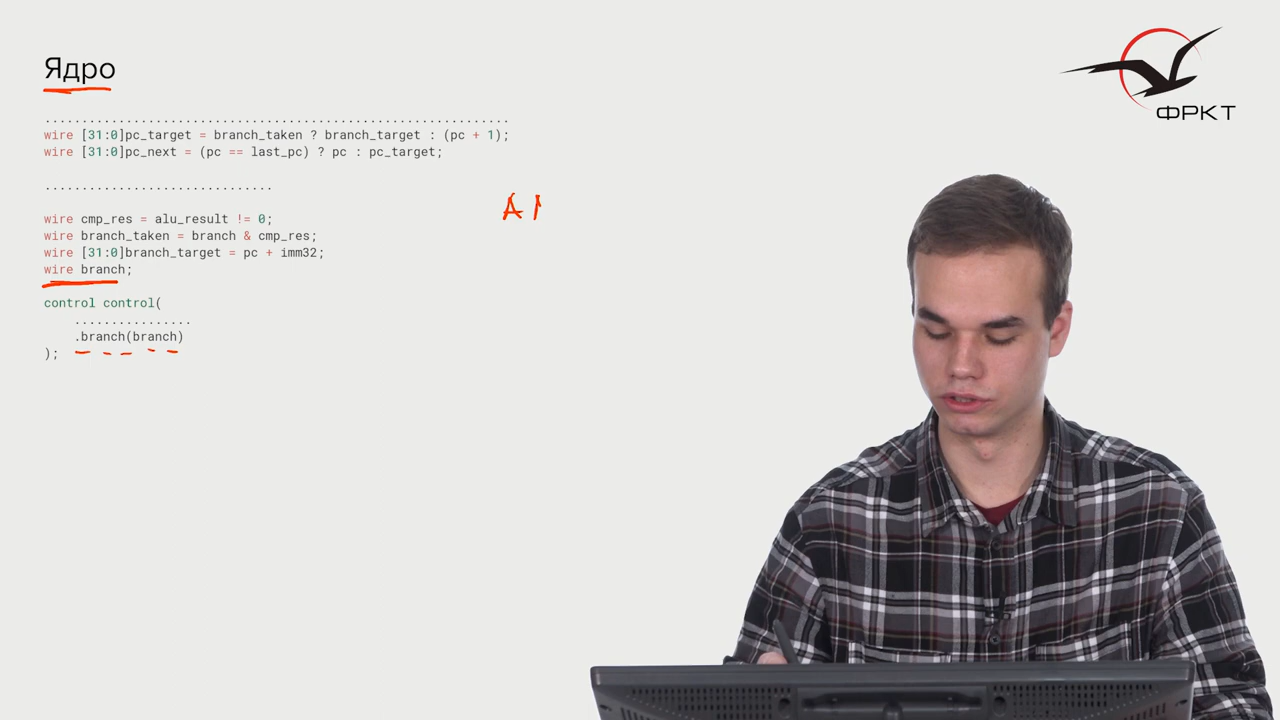 Ядро
ФРКТ
..............................................................
wire [31:0]pc_target = branch_taken ? branch_target : (pc + 1);
wire [31:0]pc_next = (pc == last_pc) ? pc : pc_target;
..............................
wire cmp_res = alu_result != 0;
wire branch_taken = branch & cmp_res;
wire [31:0]branch_target = pc + imm32;
wire branch;
control control(
................
.branch(branch)
);